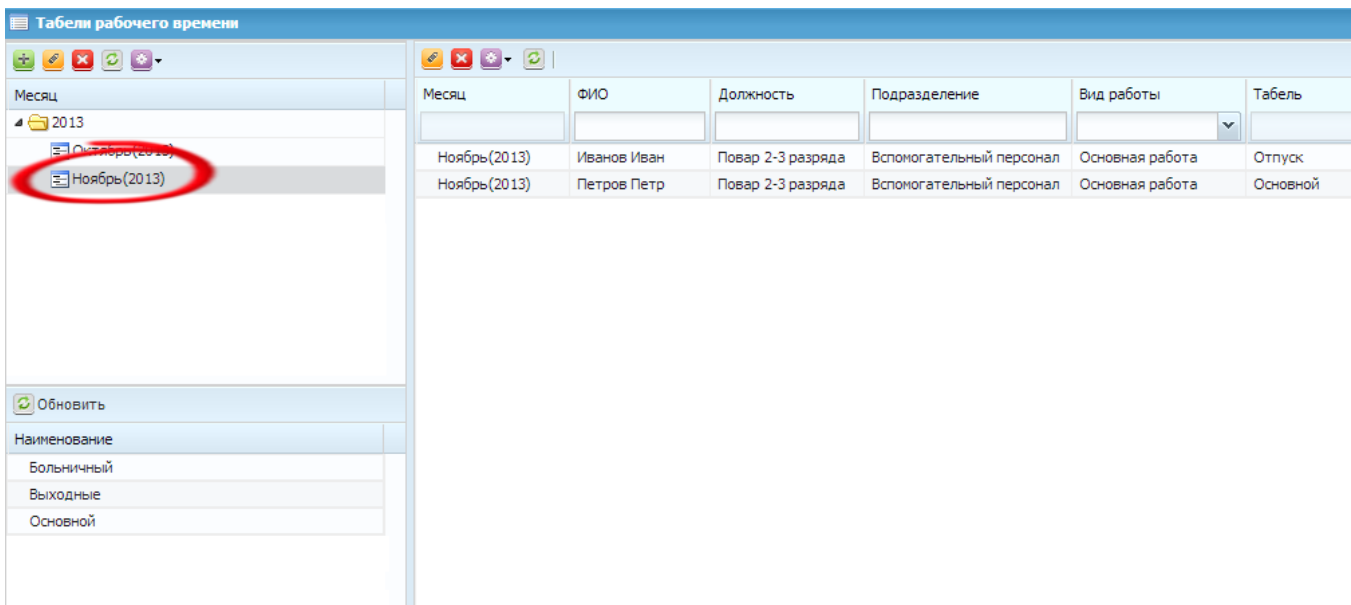 Табели рабочего времени
Месяц
2013
Октябрь(2013)
Ноябрь(2013)
Обновить
Наименование
Больничный
Выходные
Основной
Месяц ФИО Должность Подразделение Вид работы Табель
Ноябрь(2013) Иванов Иван Повар 2-3 разряда Вспомогательный персонал Основная работа Отпуск
Ноябрь(2013) Петров Петр Повар 2-3 разряда Вспомогательный персонал Основная работа Основной